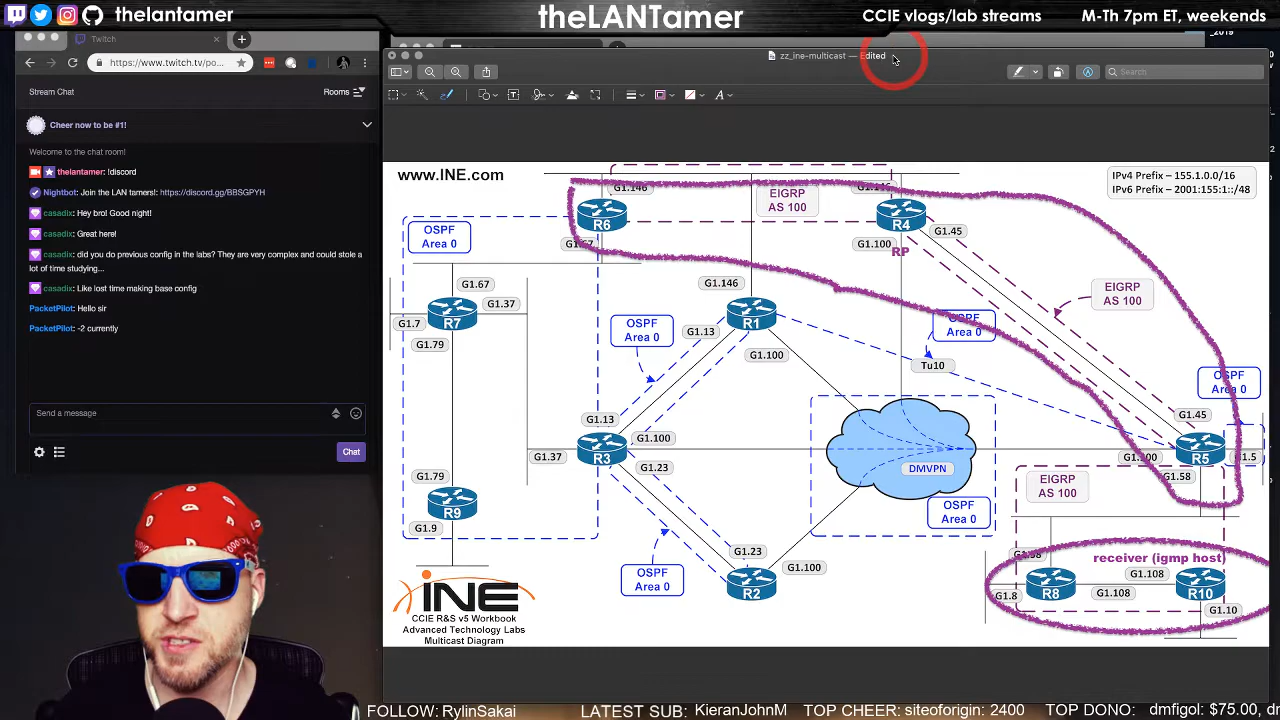 thelantamer
theLANTamer
CCIE vlogs/lab streams
M-Th 7pm ET, weekends
_2019
Twitch
https://www.twitch.tv/po...
zz_ine-multicast — Edited
Search
Stream Chat
Rooms
Cheer now to be #1!
Welcome to the chat room!
thelantamer: !discord
Nightbot: Join the LAN tamers!: https://discord.gg/BBSGPYH
casadix: Hey bro! Good night!
casadix: Great here!
casadix: did you do previous config in the labs? They are very complex and could stole a
lot of time studying...
casadix: Like lost time making base config
PacketPilot: Hello sir
PacketPilot: -2 currently
Send a message
Chat
www.INE.com
IPv4 Prefix – 155.1.0.0/16
IPv6 Prefix – 2001:155:1::/48
G1.146
G1.146
EIGRP
AS 100
R6
R4
OSPF
Area 0
G1.67
G1.100
G1.45
RP
G1.67
G1.146
EIGRP
AS 100
G1.37
R7
G1.7
R1
OSPF
Area 0
G1.13
OSPF
Area 0
G1.79
G1.100
Tu10
OSPF
Area 0
G1.13
G1.45
G1.100
R3
G1.37
G1.23
DMVPN
G1.100
R5
G1.5
G1.79
G1.58
EIGRP
AS 100
R9
G1.9
OSPF
Area 0
G1.23
G1.58
receiver (igmp host)
OSPF
Area 0
R2
G1.100
G1.8
R8
G1.108
G1.108
R10
G1.10
INE
CCIE R&S v5 Workbook
Advanced Technology Labs
Multicast Diagram
FOLLOW: RylinSakai
LATEST SUB: KieranJohnM
TOP CHEER: siteoforigin: 2400
TOP DONO: dmfigol: $75.00, dr